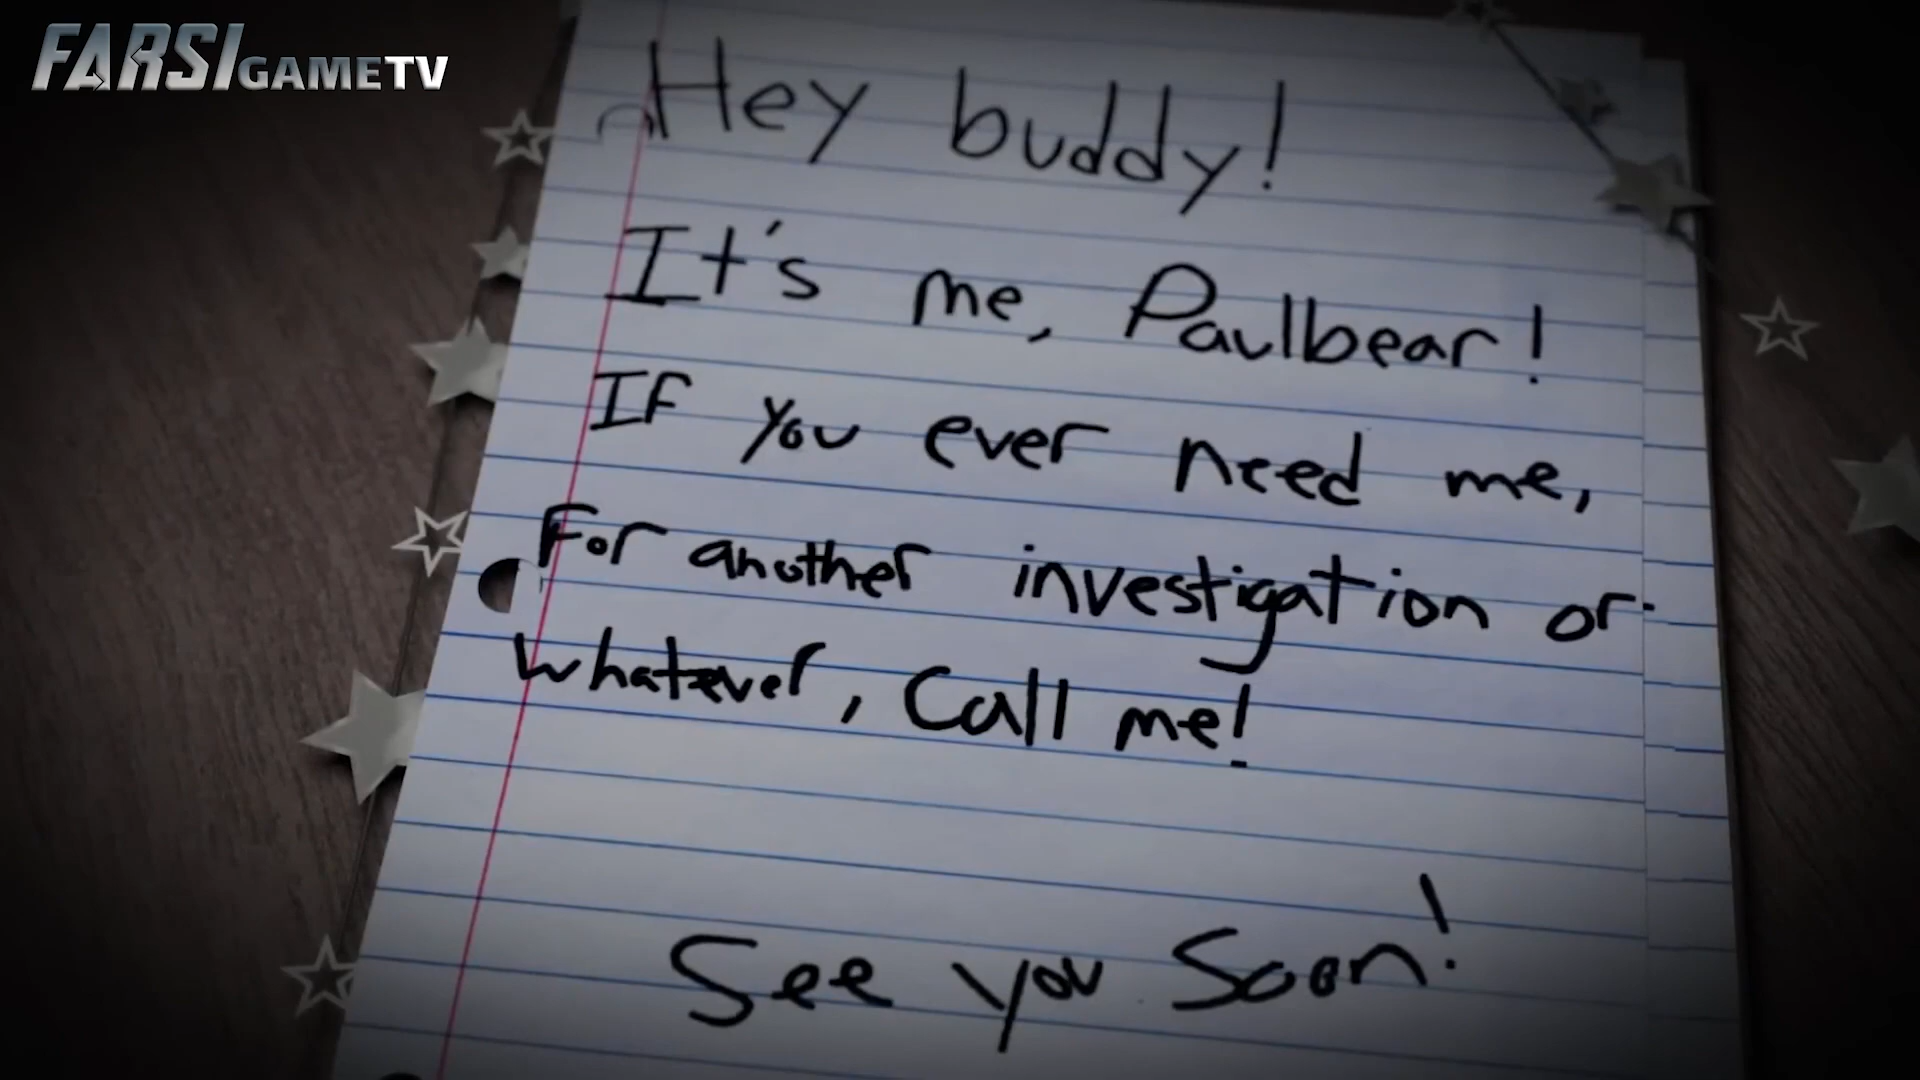 FARSIGAMETV
Hey buddy!
It's me, Paulbear!
If you ever need me,
For another investigation or
whatever, Call me!
See you Soon!